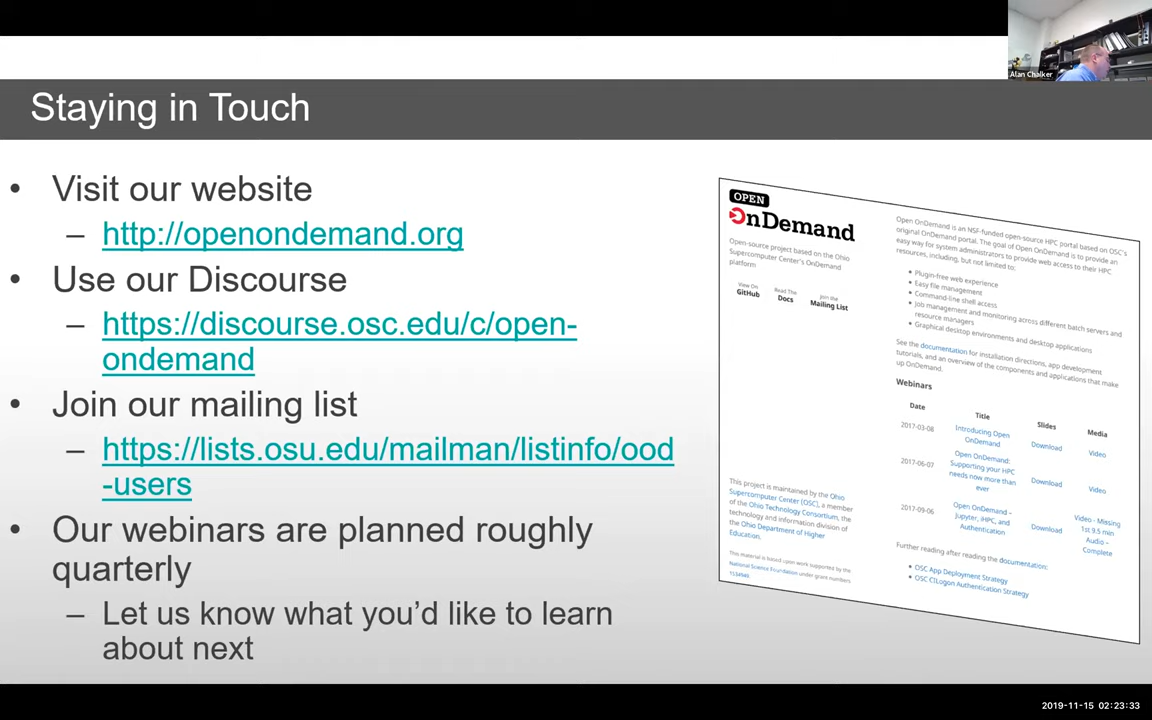 Alan Chalker
Staying in Touch
• Visit our website
– http://openondemand.org
• Use our Discourse
– https://discourse.osc.edu/c/open-
ondemand
• Join our mailing list
– https://lists.osu.edu/mailman/listinfo/ood
-users
• Our webinars are planned roughly
quarterly
– Let us know what you’d like to learn
about next
OPEN
OnDemand
Open-source project based on the Ohio
Supercomputer Center's OnDemand
platform
View On
GitHub
Read The
Docs
Join the
Mailing List
This project is maintained by the Ohio
Supercomputer Center (OSC), a member
of the Ohio Technology Consortium, the
technology and information division of
the Ohio Department of Higher
Education.
This material is based upon work supported by the
National Science Foundation under grant numbers
1534949.
Open OnDemand is an NSF-funded open-source HPC portal based on OSC's
original OnDemand portal. The goal of Open OnDemand is to provide an
easy way for system administrators to provide web access to their HPC
resources, including, but not limited to:
• Plugin-free web experience
• Easy file management
• Command-line shell access
• Job management and monitoring across different batch servers and
resource managers
• Graphical desktop environments and desktop applications
See the documentation for installation directions, app development
tutorials, and an overview of the components and applications that make
up OnDemand.
Webinars
Date Title Slides Media
2017-03-08 Introducing Open
OnDemand Download Video
2017-06-07 Open OnDemand:
Supporting your HPC
needs now more than
ever Download Video
2017-09-06 Open OnDemand –
Jupyter, iHPC, and
Authentication Download Video - Missing
1st 9.5 min
Audio –
Complete
Further reading after reading the documentation:
• OSC App Deployment Strategy
• OSC CILogon Authentication Strategy
2019-11-15 02:23:33